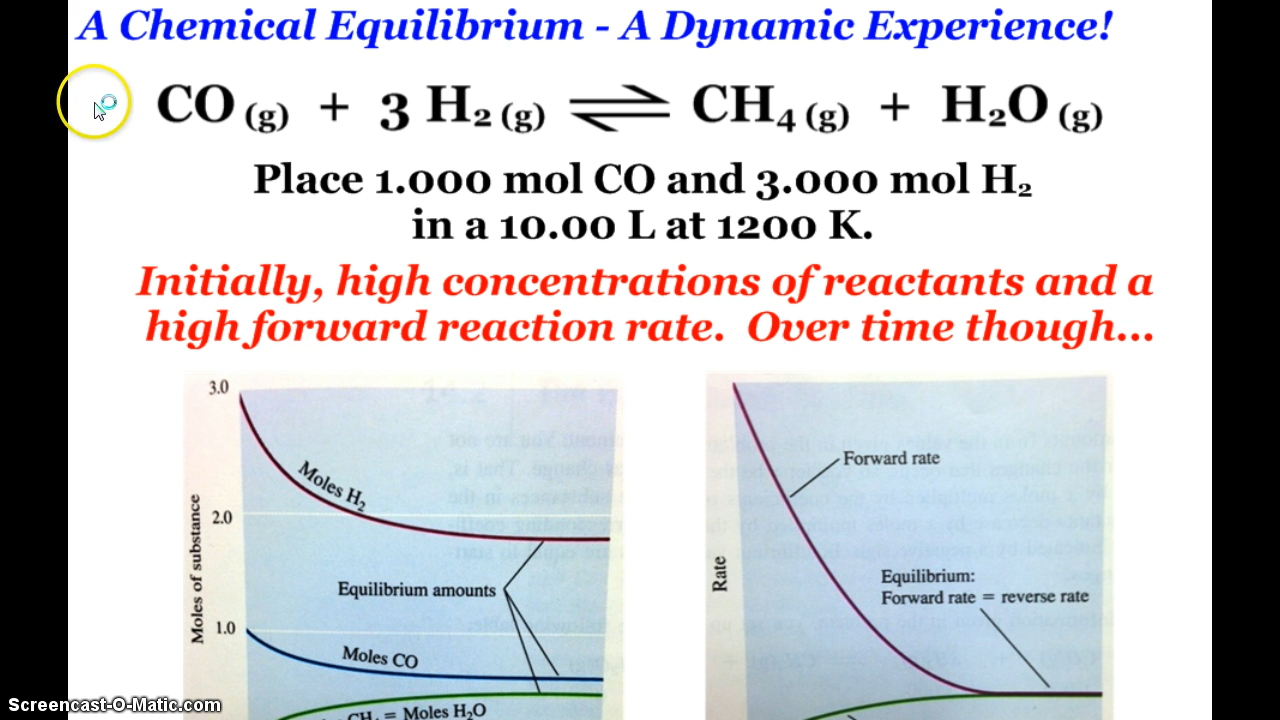 A Chemical Equilibrium - A Dynamic Experience!
CO (g) + 3 H₂ (g) ⇌ CH₄ (g) + H₂O (g)
Place 1.000 mol CO and 3.000 mol H₂
in a 10.00 L at 1200 K.
Initially, high concentrations of reactants and a
high forward reaction rate. Over time though...
3.0
2.0
1.0
Moles of substance
Moles H₂
Equilibrium amounts
Moles CO
CH₄ = Moles H₂O
Rate
Forward rate
Equilibrium:
Forward rate = reverse rate
Screencast-O-Matic.com